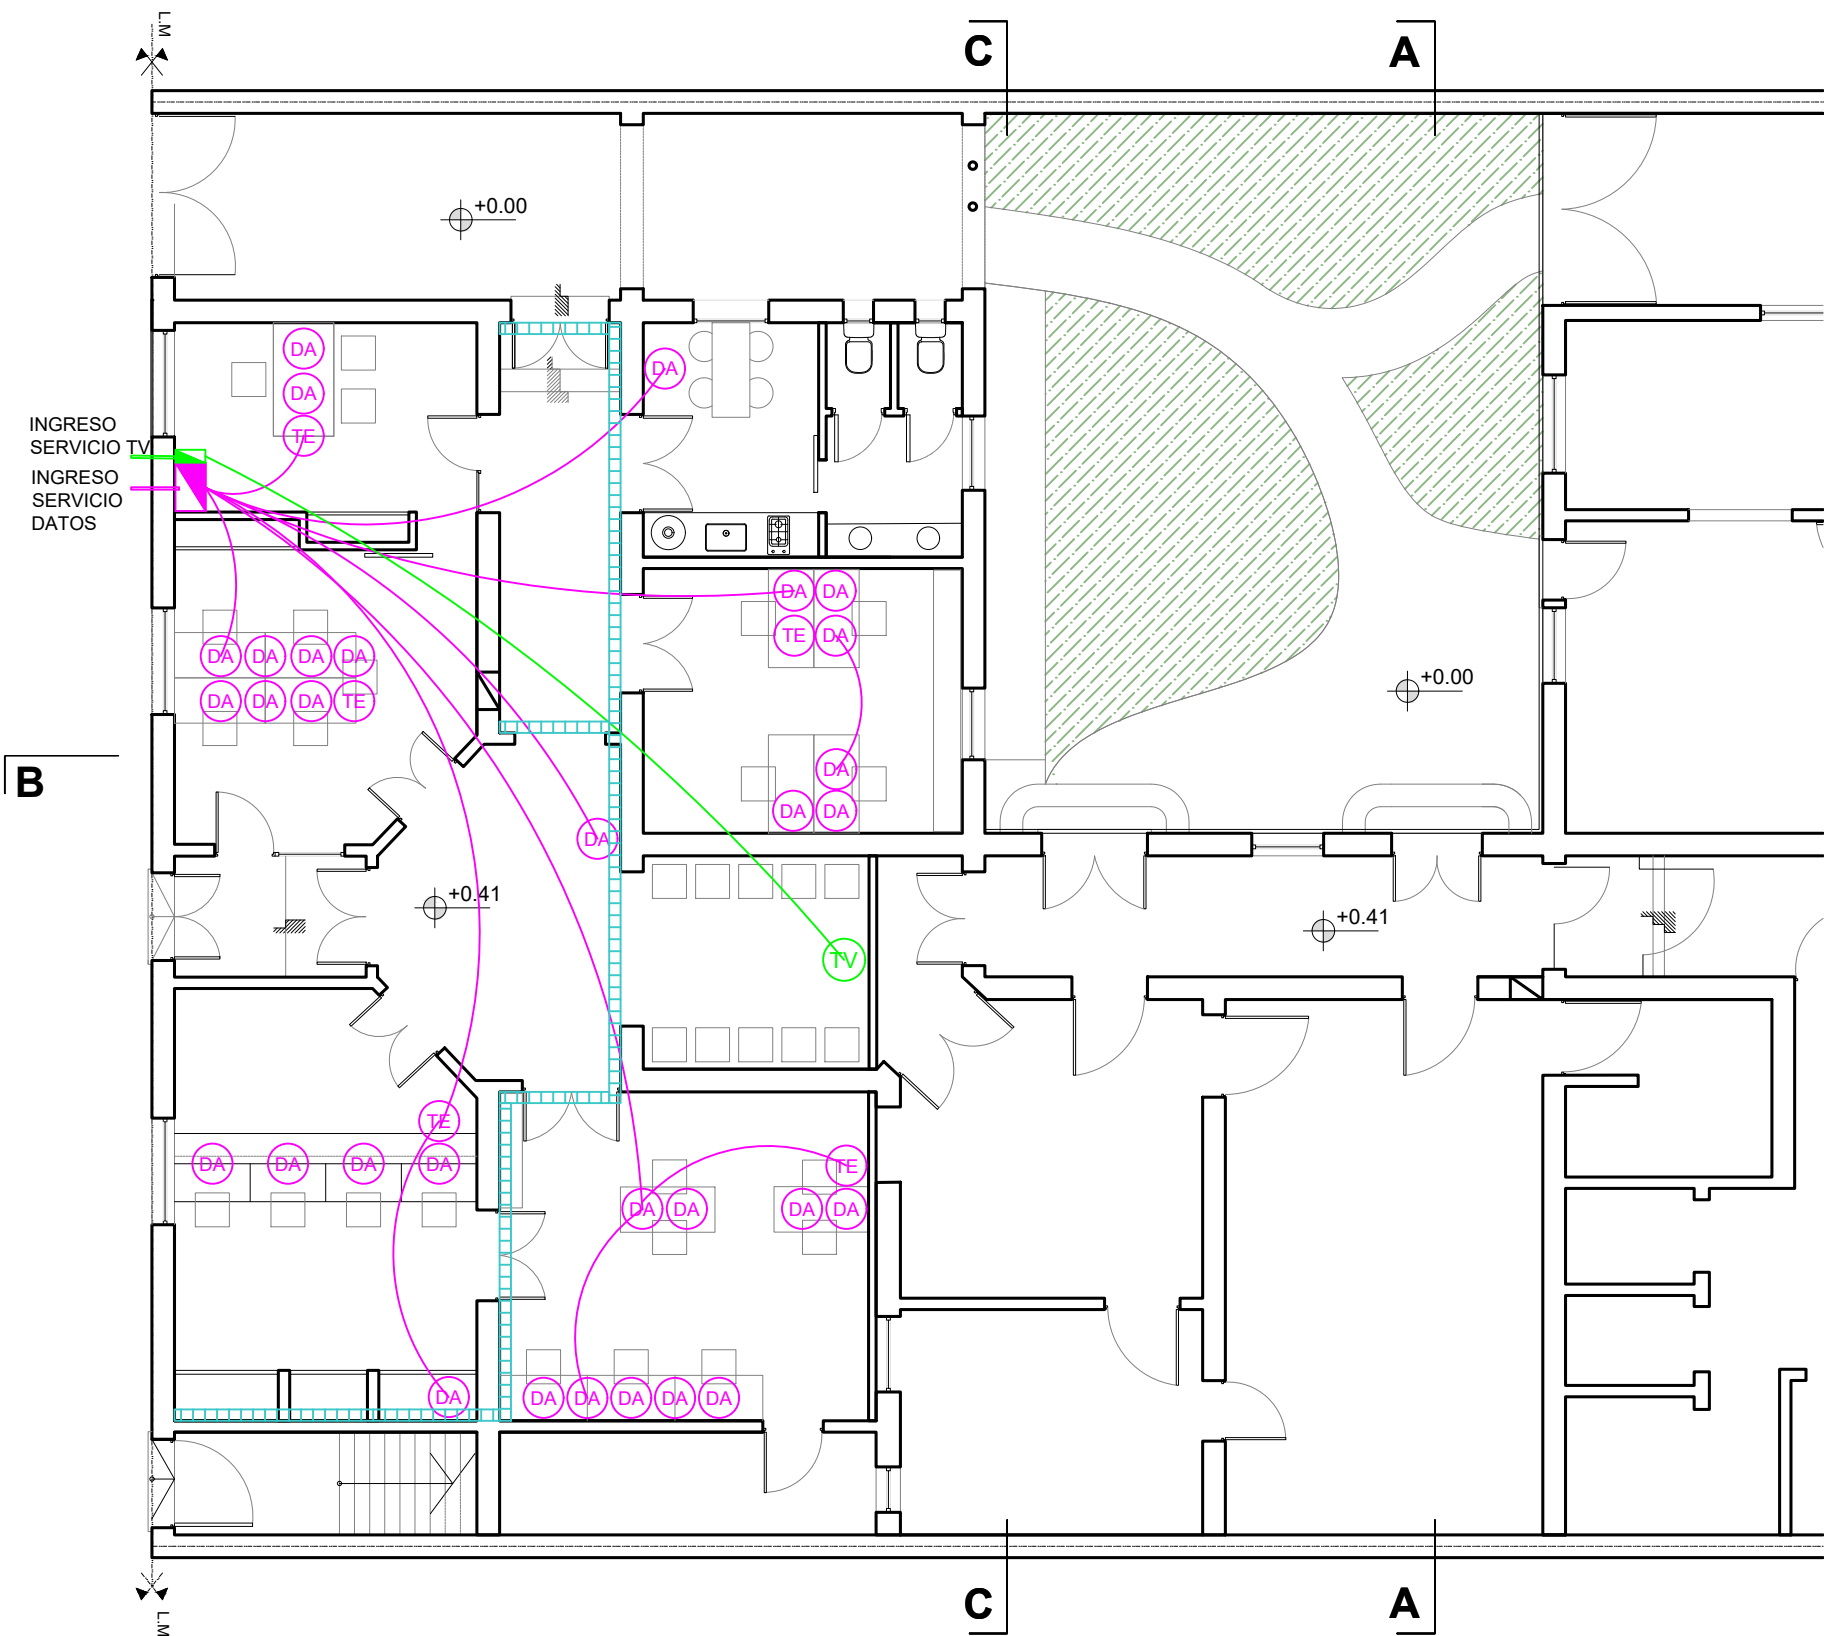 L.M
C
A
+0.00
DA
DA
DA
TE
INGRESO
SERVICIO TV
INGRESO
SERVICIO
DATOS
DA DA
TE DA
DA DA DA DA
DA DA DA TE
+0.00
B
DA
DA DA
DA
+0.41
+0.41
TV
TE
DA DA DA DA
TE
DA DA DA DA
DA
DA DA DA DA DA
C
A
L.M